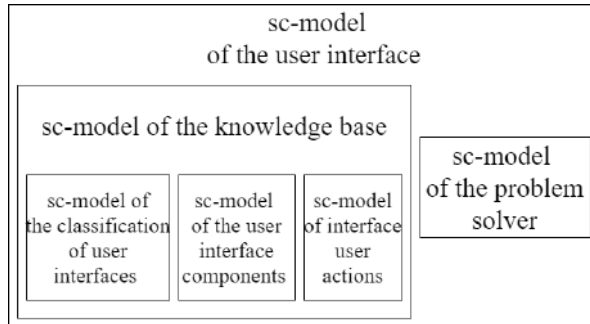 sc-model
of the user interface
sc-model of the knowledge base
sc-model of
the classification
of user
interfaces
sc-model
of the user
interface
components
sc-model
of interface
user
actions
sc-model
of the problem
solver